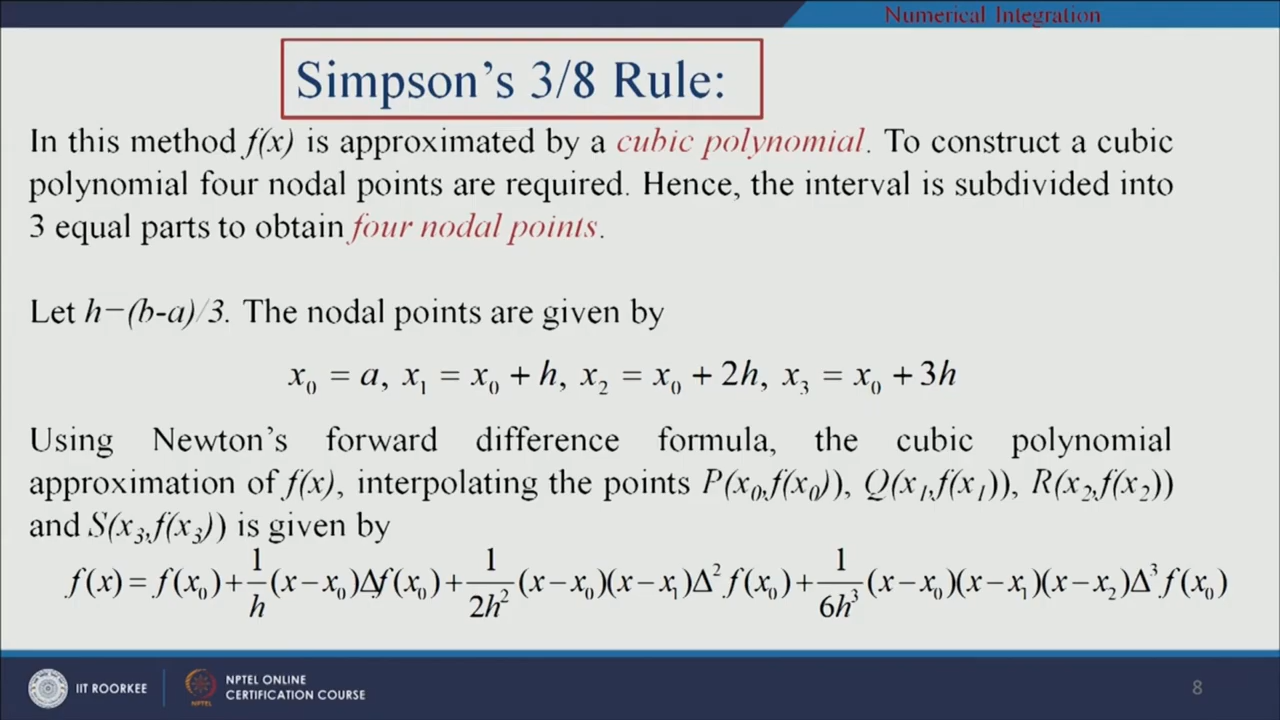 Numerical Integration
Simpson's 3/8 Rule:
In this method f(x) is approximated by a cubic polynomial. To construct a cubic
polynomial four nodal points are required. Hence, the interval is subdivided into
3 equal parts to obtain four nodal points.
Let h=(b-a)/3. The nodal points are given by
x₀ = a, x₁ = x₀ + h, x₂ = x₀ + 2h, x₃ = x₀ + 3h
Using Newton's forward difference formula, the cubic polynomial
approximation of f(x), interpolating the points P(x₀,f(x₀)), Q(x₁,f(x₁)), R(x₂,f(x₂))
and S(x₃,f(x₃)) is given by
f(x) = f(x₀) + 1/h (x−x₀)Δf(x₀) + 1/2h² (x−x₀)(x−x₁)Δ² f(x₀) + 1/6h³ (x−x₀)(x−x₁)(x−x₂)Δ³ f(x₀)
IIT ROORKEE
NPTEL
NPTEL ONLINE
CERTIFICATION COURSE
8